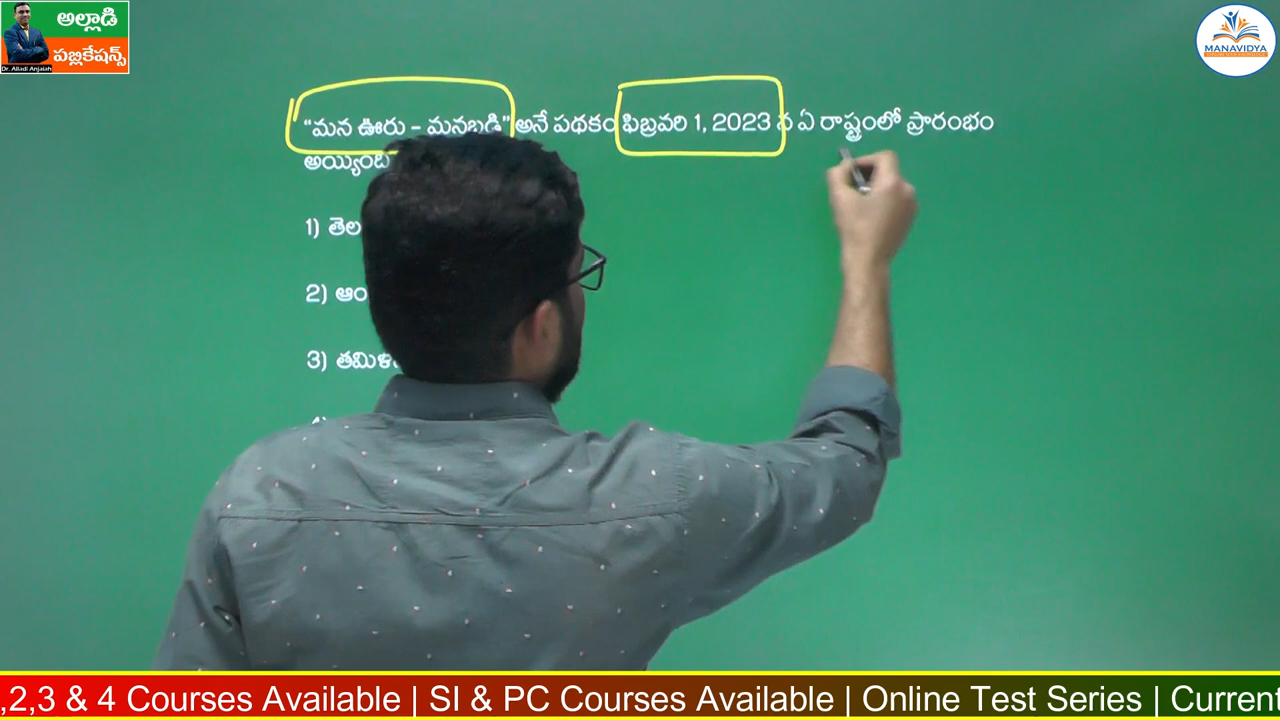 అల్లాడి
పబ్లికేషన్స్
Dr. Alladi Anjaiah
MANAVIDYA
"మన ఊరు - మనబడి" అనే పథకం ఫిబ్రవరి 1, 2023 న ఏ రాష్ట్రంలో ప్రారంభం
అయ్యింది
1) తెల
2) ఆం
3) తమిళ
,2,3 & 4 Courses Available | SI & PC Courses Available | Online Test Series | Current